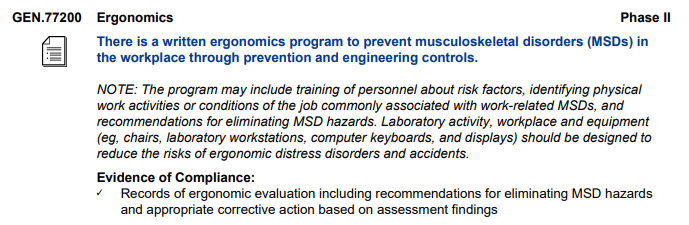 GEN.77200 Ergonomics Phase II
There is a written ergonomics program to prevent musculoskeletal disorders (MSDs) in
the workplace through prevention and engineering controls.
NOTE: The program may include training of personnel about risk factors, identifying physical
work activities or conditions of the job commonly associated with work-related MSDs, and
recommendations for eliminating MSD hazards. Laboratory activity, workplace and equipment
(eg, chairs, laboratory workstations, computer keyboards, and displays) should be designed to
reduce the risks of ergonomic distress disorders and accidents.
Evidence of Compliance:
✓ Records of ergonomic evaluation including recommendations for eliminating MSD hazards
and appropriate corrective action based on assessment findings